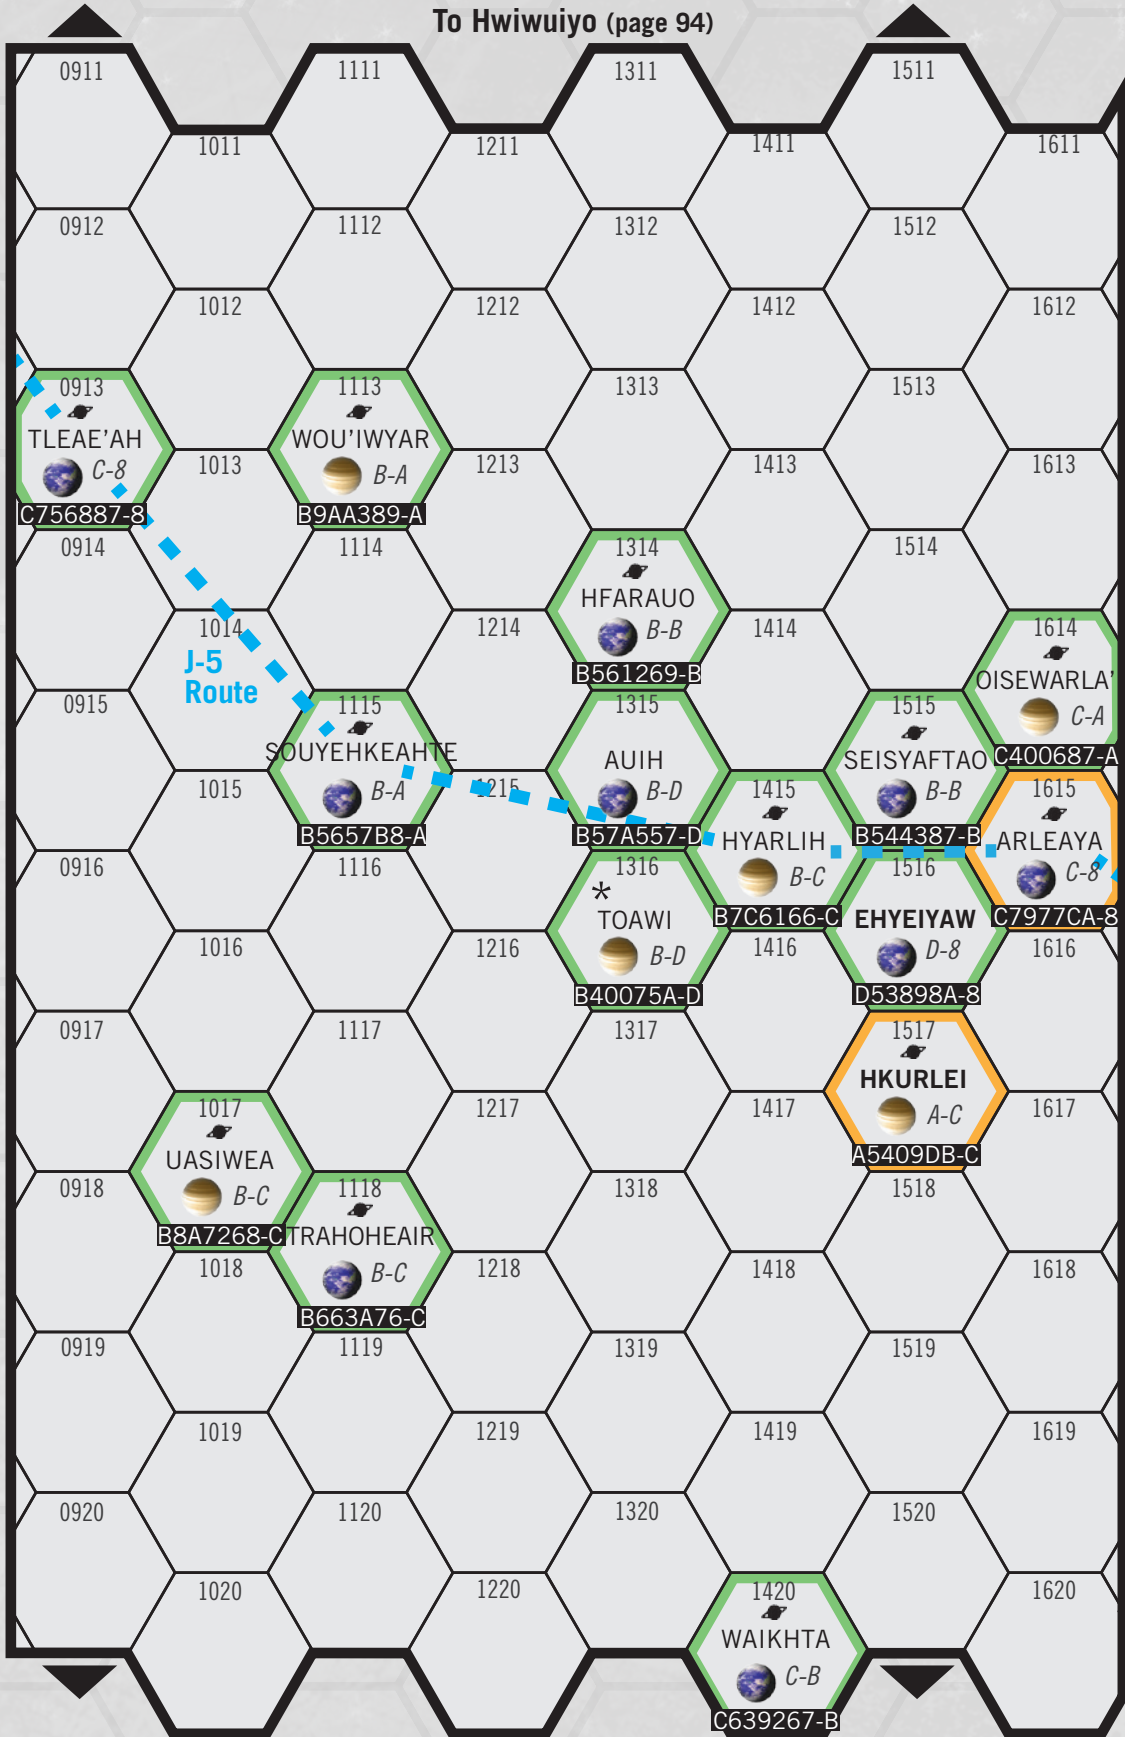 To Hwiwuiyo (page 94)
0911
1111
1311
1511
1011
1211
1411
1611
0912
1112
1312
1512
1012
1212
1412
1612
0913
TLEAE'AH
C-8
C756887-8
1113
WOU'IWYAR
B-A
B9AA389-A
1313
1513
1013
1213
1413
1613
0914
1114
1314
HFARAUO
B-B
B561269-B
1514
1014
1214
1414
1614
OISEWARLA'
C-A
C400687-A
J-5
Route
0915
1115
SOUYEHKEAHTE
B-A
B5657B8-A
1315
AUIH
B-D
B57A557-D
1515
SEISYAFTAO
B-B
B544387-B
1015
1215
1415
HYARLIH
B-C
B7C6166-C
1615
ARLEAYA
C-8
C7977CA-8
0916
1116
1316
*
TOAWI
B-D
B40075A-D
1516
EHYEIYAW
D-8
D53898A-8
1016
1216
1416
1616
0917
1117
1317
1517
HKURLEI
A-C
A5409DB-C
1017
UASIWEA
B-C
B8A7268-C
1217
1417
1617
0918
1118
TRAHOHEAIR
B-C
B663A76-C
1318
1518
1018
1218
1418
1618
0919
1119
1319
1519
1019
1219
1419
1619
0920
1120
1320
1520
1020
1220
1420
WAIKHTA
C-B
C639267-B
1620